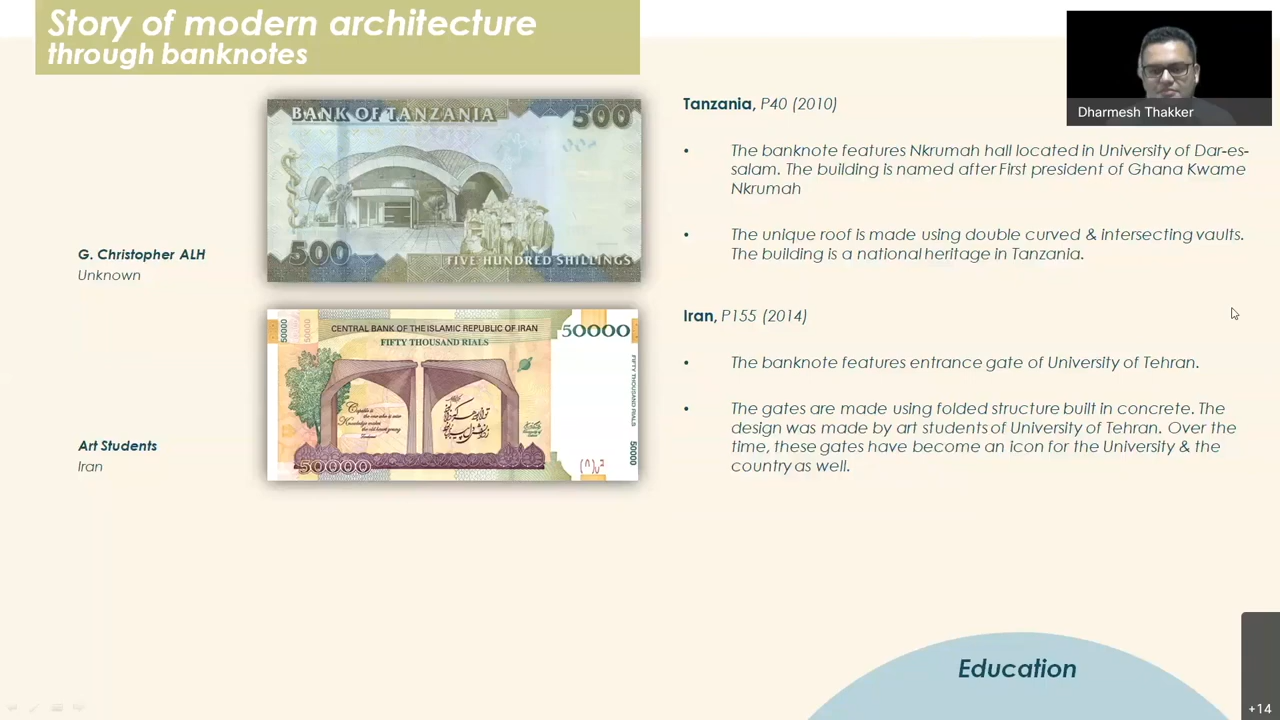 Story of modern architecture
through banknotes
Dharmesh Thakker
BANK OF TANZANIA
500
500
FIVE HUNDRED SHILLINGS
G. Christopher ALH
Unknown
Tanzania, P40 (2010)
• The banknote features Nkrumah hall located in University of Dar-es-
salam. The building is named after First president of Ghana Kwame
Nkrumah
• The unique roof is made using double curved & intersecting vaults.
The building is a national heritage in Tanzania.
CENTRAL BANK OF THE ISLAMIC REPUBLIC OF IRAN
FIFTY THOUSAND RIALS
50000
50000
50000
FIFTY THOUSAND RIALS
50000
50000
Art Students
Iran
Iran, P155 (2014)
• The banknote features entrance gate of University of Tehran.
• The gates are made using folded structure built in concrete. The
design was made by art students of University of Tehran. Over the
time, these gates have become an icon for the University & the
country as well.
Education
+14